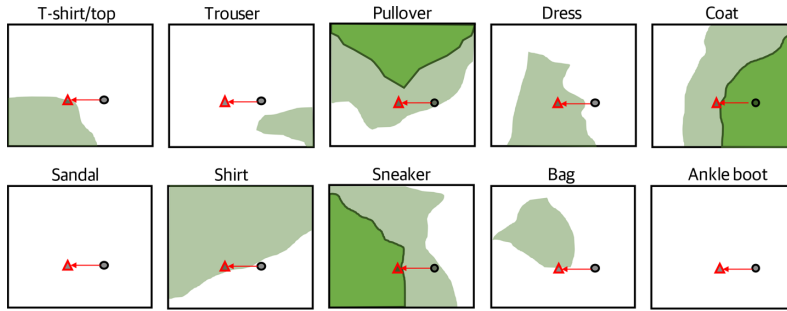 T-shirt/top Trouser Pullover Dress Coat
Sandal Shirt Sneaker Bag Ankle boot